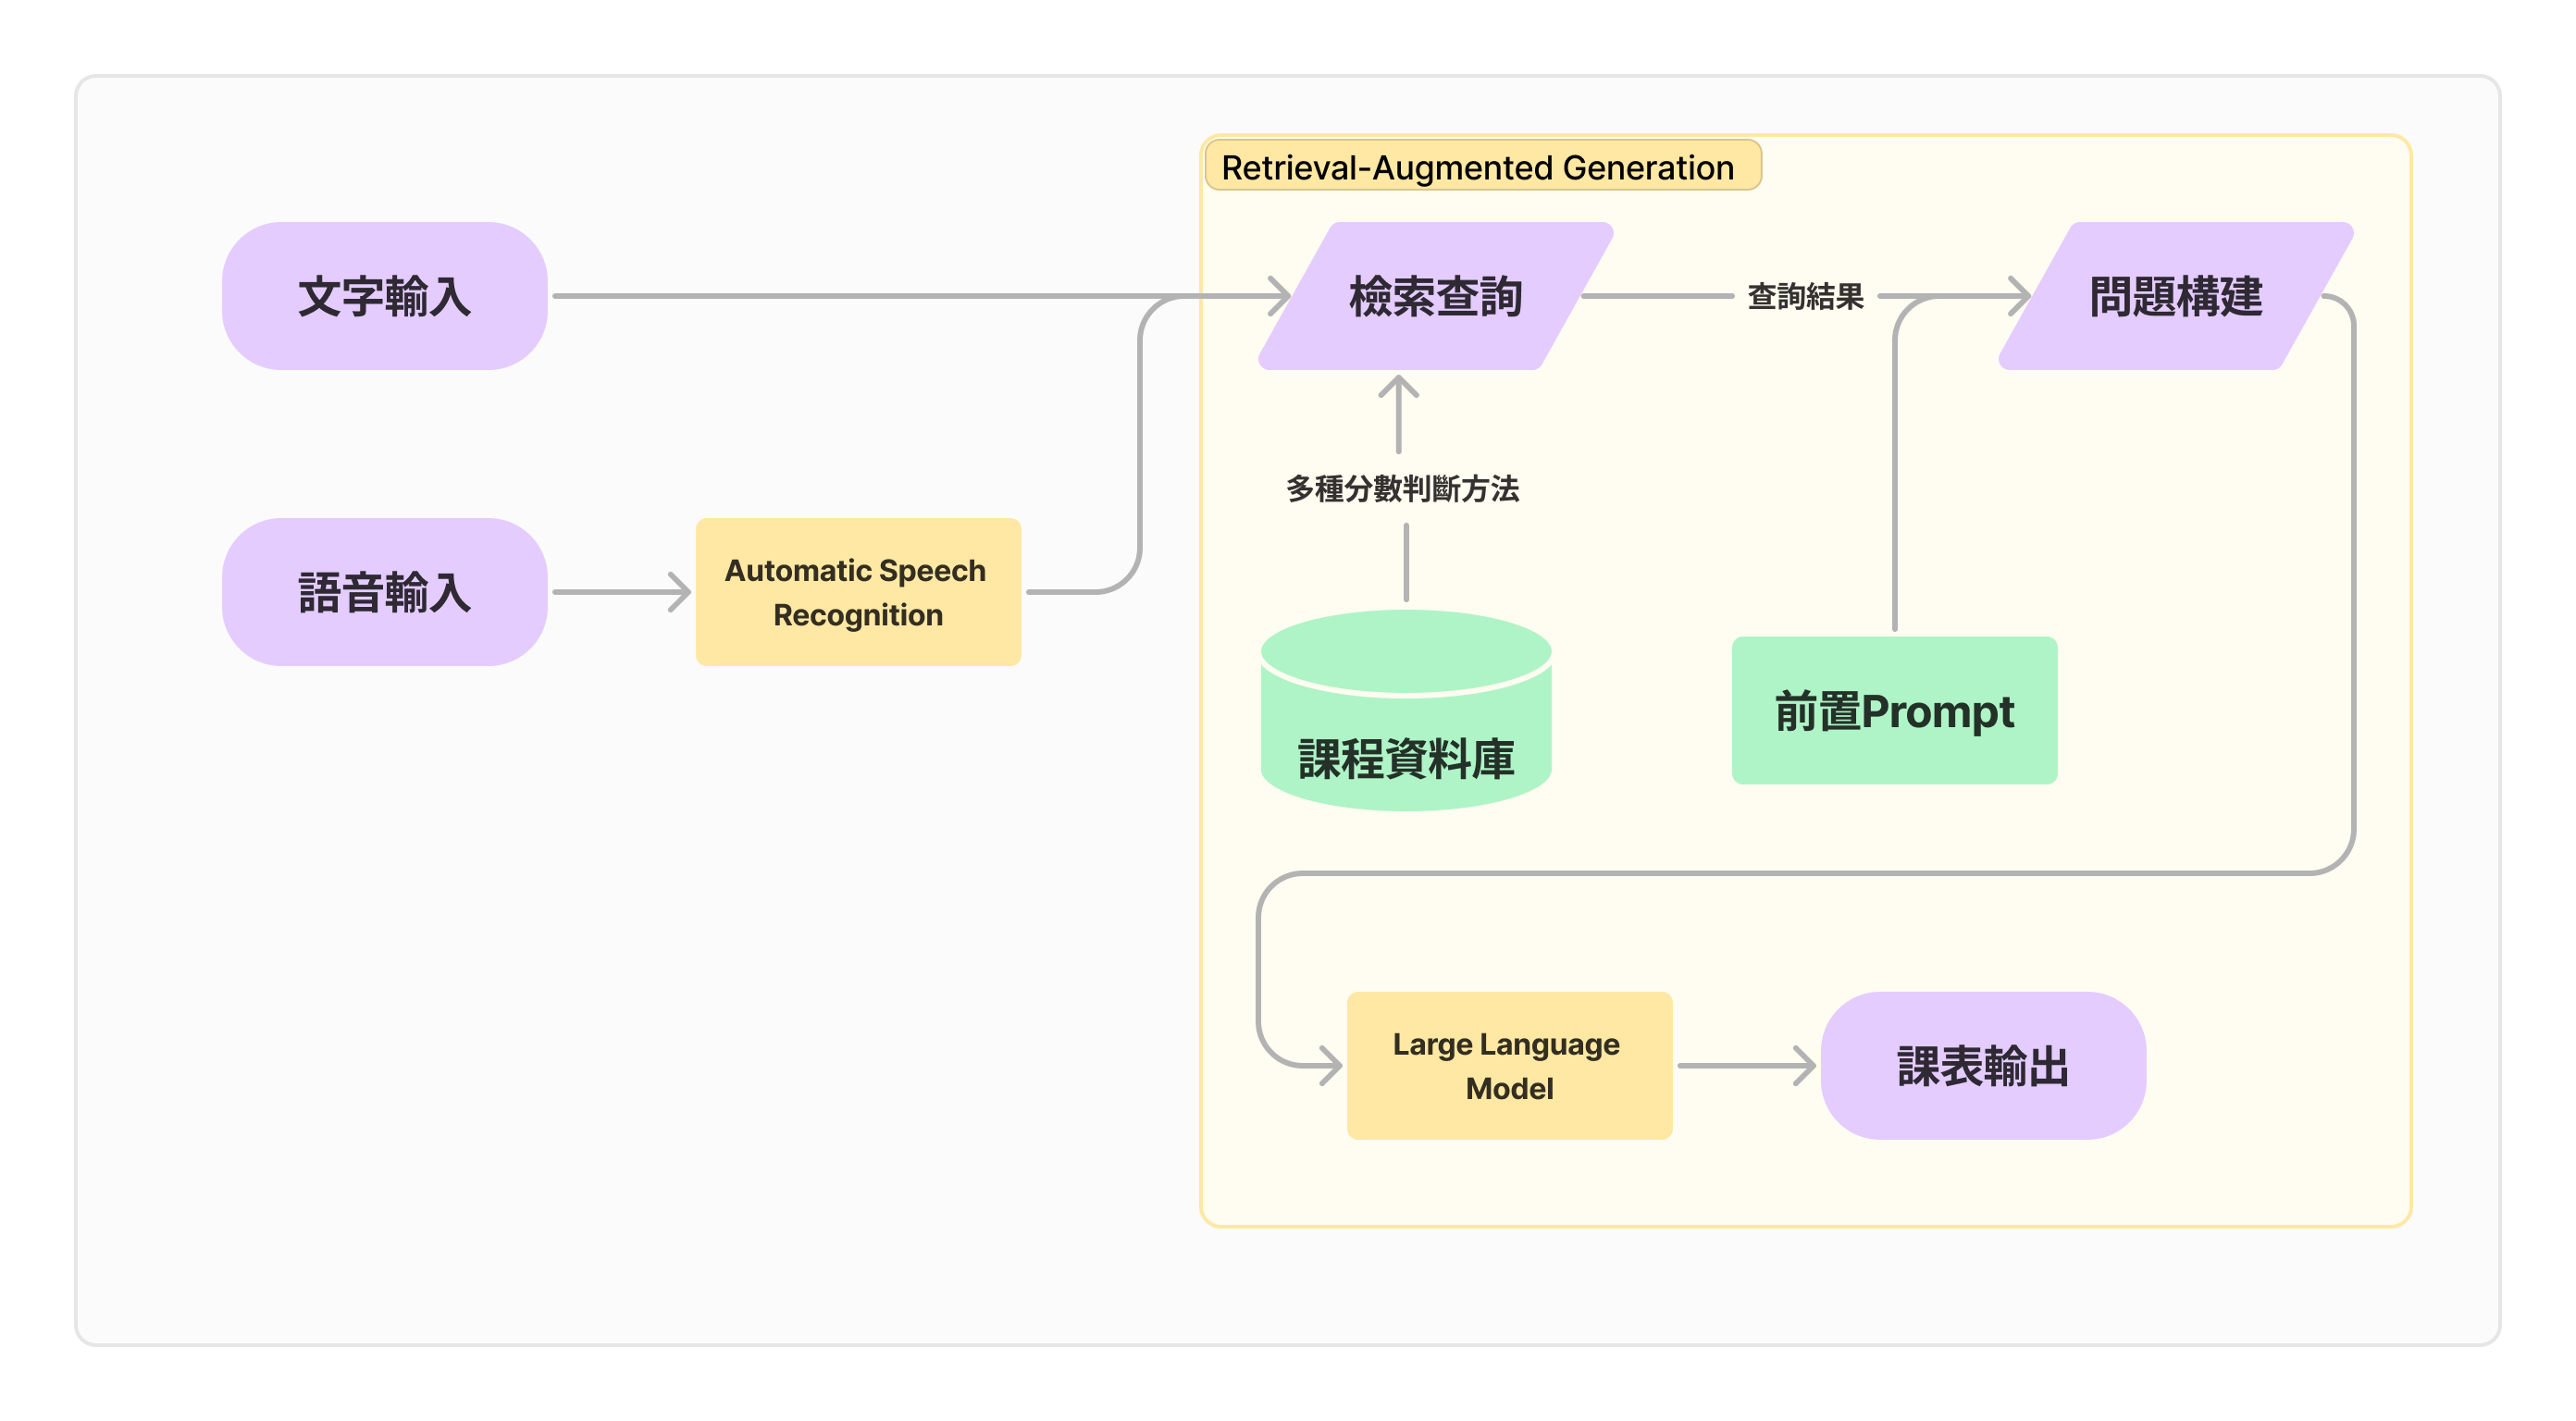 Retrieval-Augmented Generation
文字輸入
檢索查詢
查詢結果
問題構建
多種分數判斷方法
語音輸入
Automatic Speech
Recognition
課程資料庫
前置Prompt
Large Language
Model
課表輸出